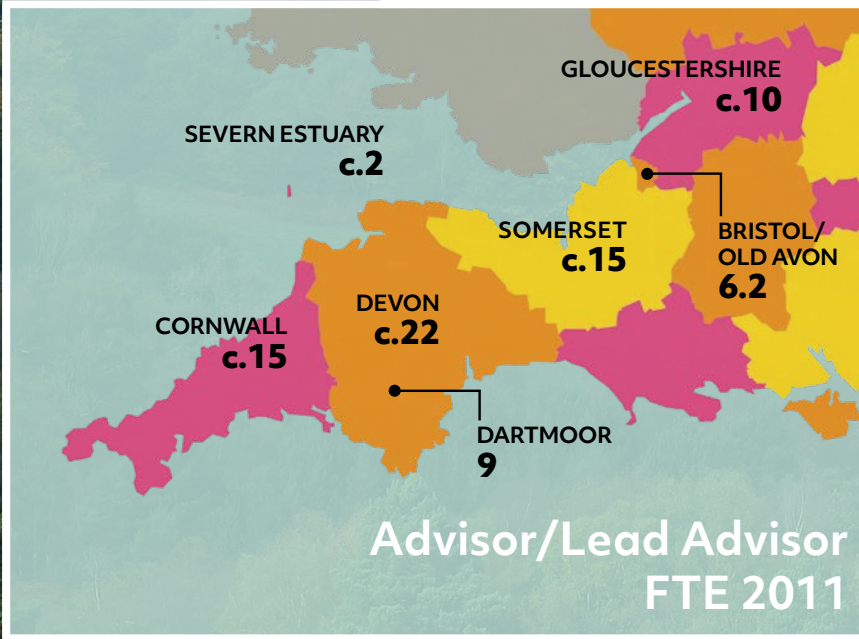 GLOUCESTERSHIRE
c.10
SEVERN ESTUARY
c.2
SOMERSET
c.15
BRISTOL/
OLD AVON
6.2
DEVON
c.22
CORNWALL
c.15
DARTMOOR
9
Advisor/Lead Advisor
FTE 2011